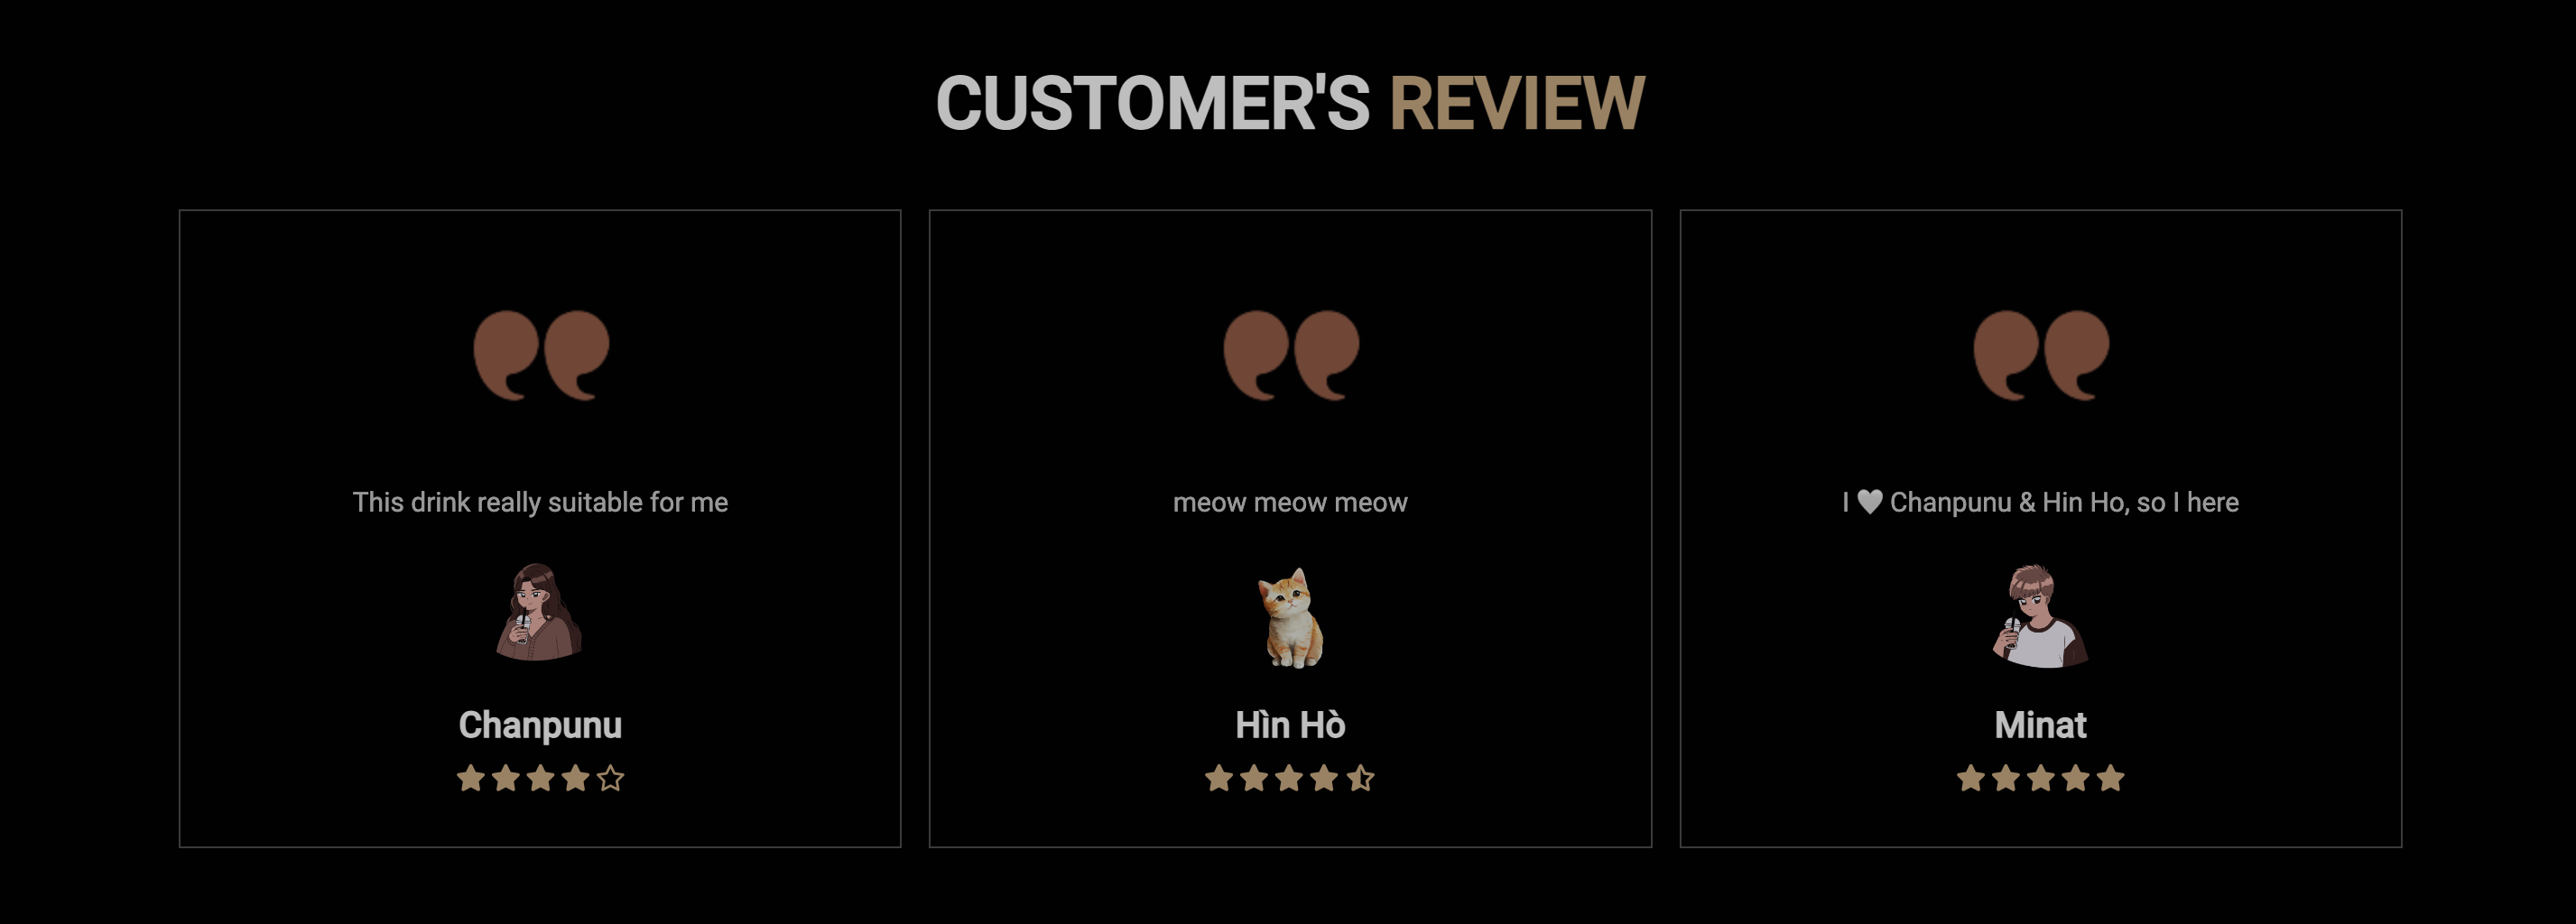 CUSTOMER'S REVIEW
This drink really suitable for me
Chanpunu
meow meow meow
Hìn Hò
I 🖤 Chanpunu & Hin Ho, so I here
Minat